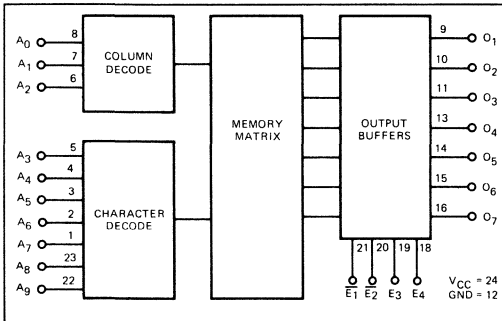 A0 8
A1 7
A2 6
COLUMN
DECODE
A3 5
A4 4
A5 3
A6 2
A7 1
A8 23
A9 22
CHARACTER
DECODE
MEMORY
MATRIX
OUTPUT
BUFFERS
9 O1
10 O2
11 O3
13 O4
14 O5
15 O6
16 O7
21 20 19 18
E̅1 E̅2 E3 E4
VCC = 24
GND = 12